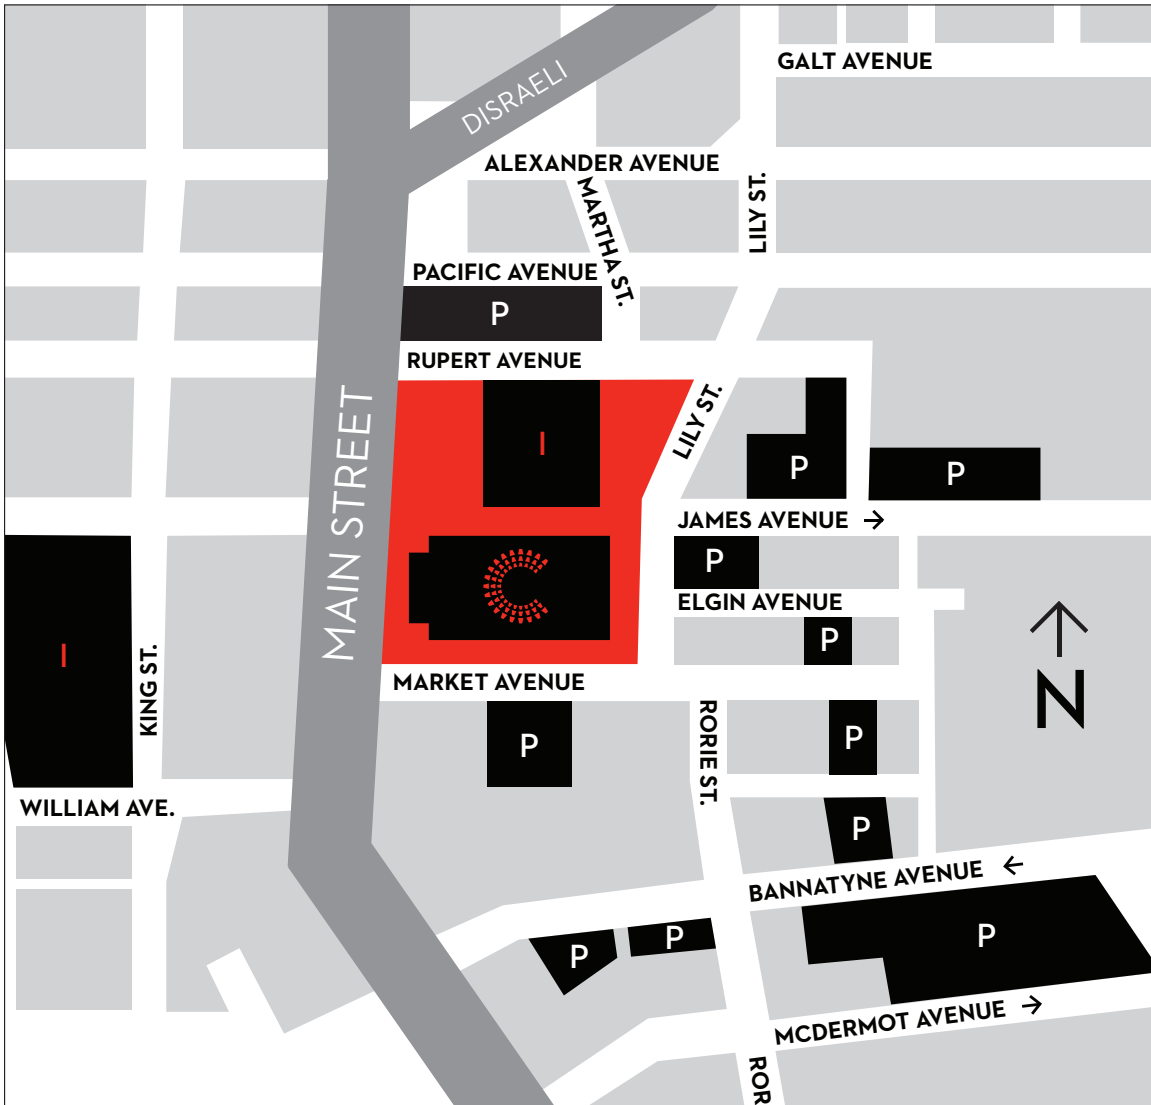 GALT AVENUE
DISRAELI
ALEXANDER AVENUE
MARTHA ST.
LILY ST.
PACIFIC AVENUE
P
RUPERT AVENUE
MAIN STREET
I
LILY ST.
P
P
JAMES AVENUE →
P
C
ELGIN AVENUE
P
I
KING ST.
N
MARKET AVENUE
P
RORIE ST.
P
WILLIAM AVE.
P
BANNATYNE AVENUE ←
P
P
P
MCDERMOT AVENUE →
ROR